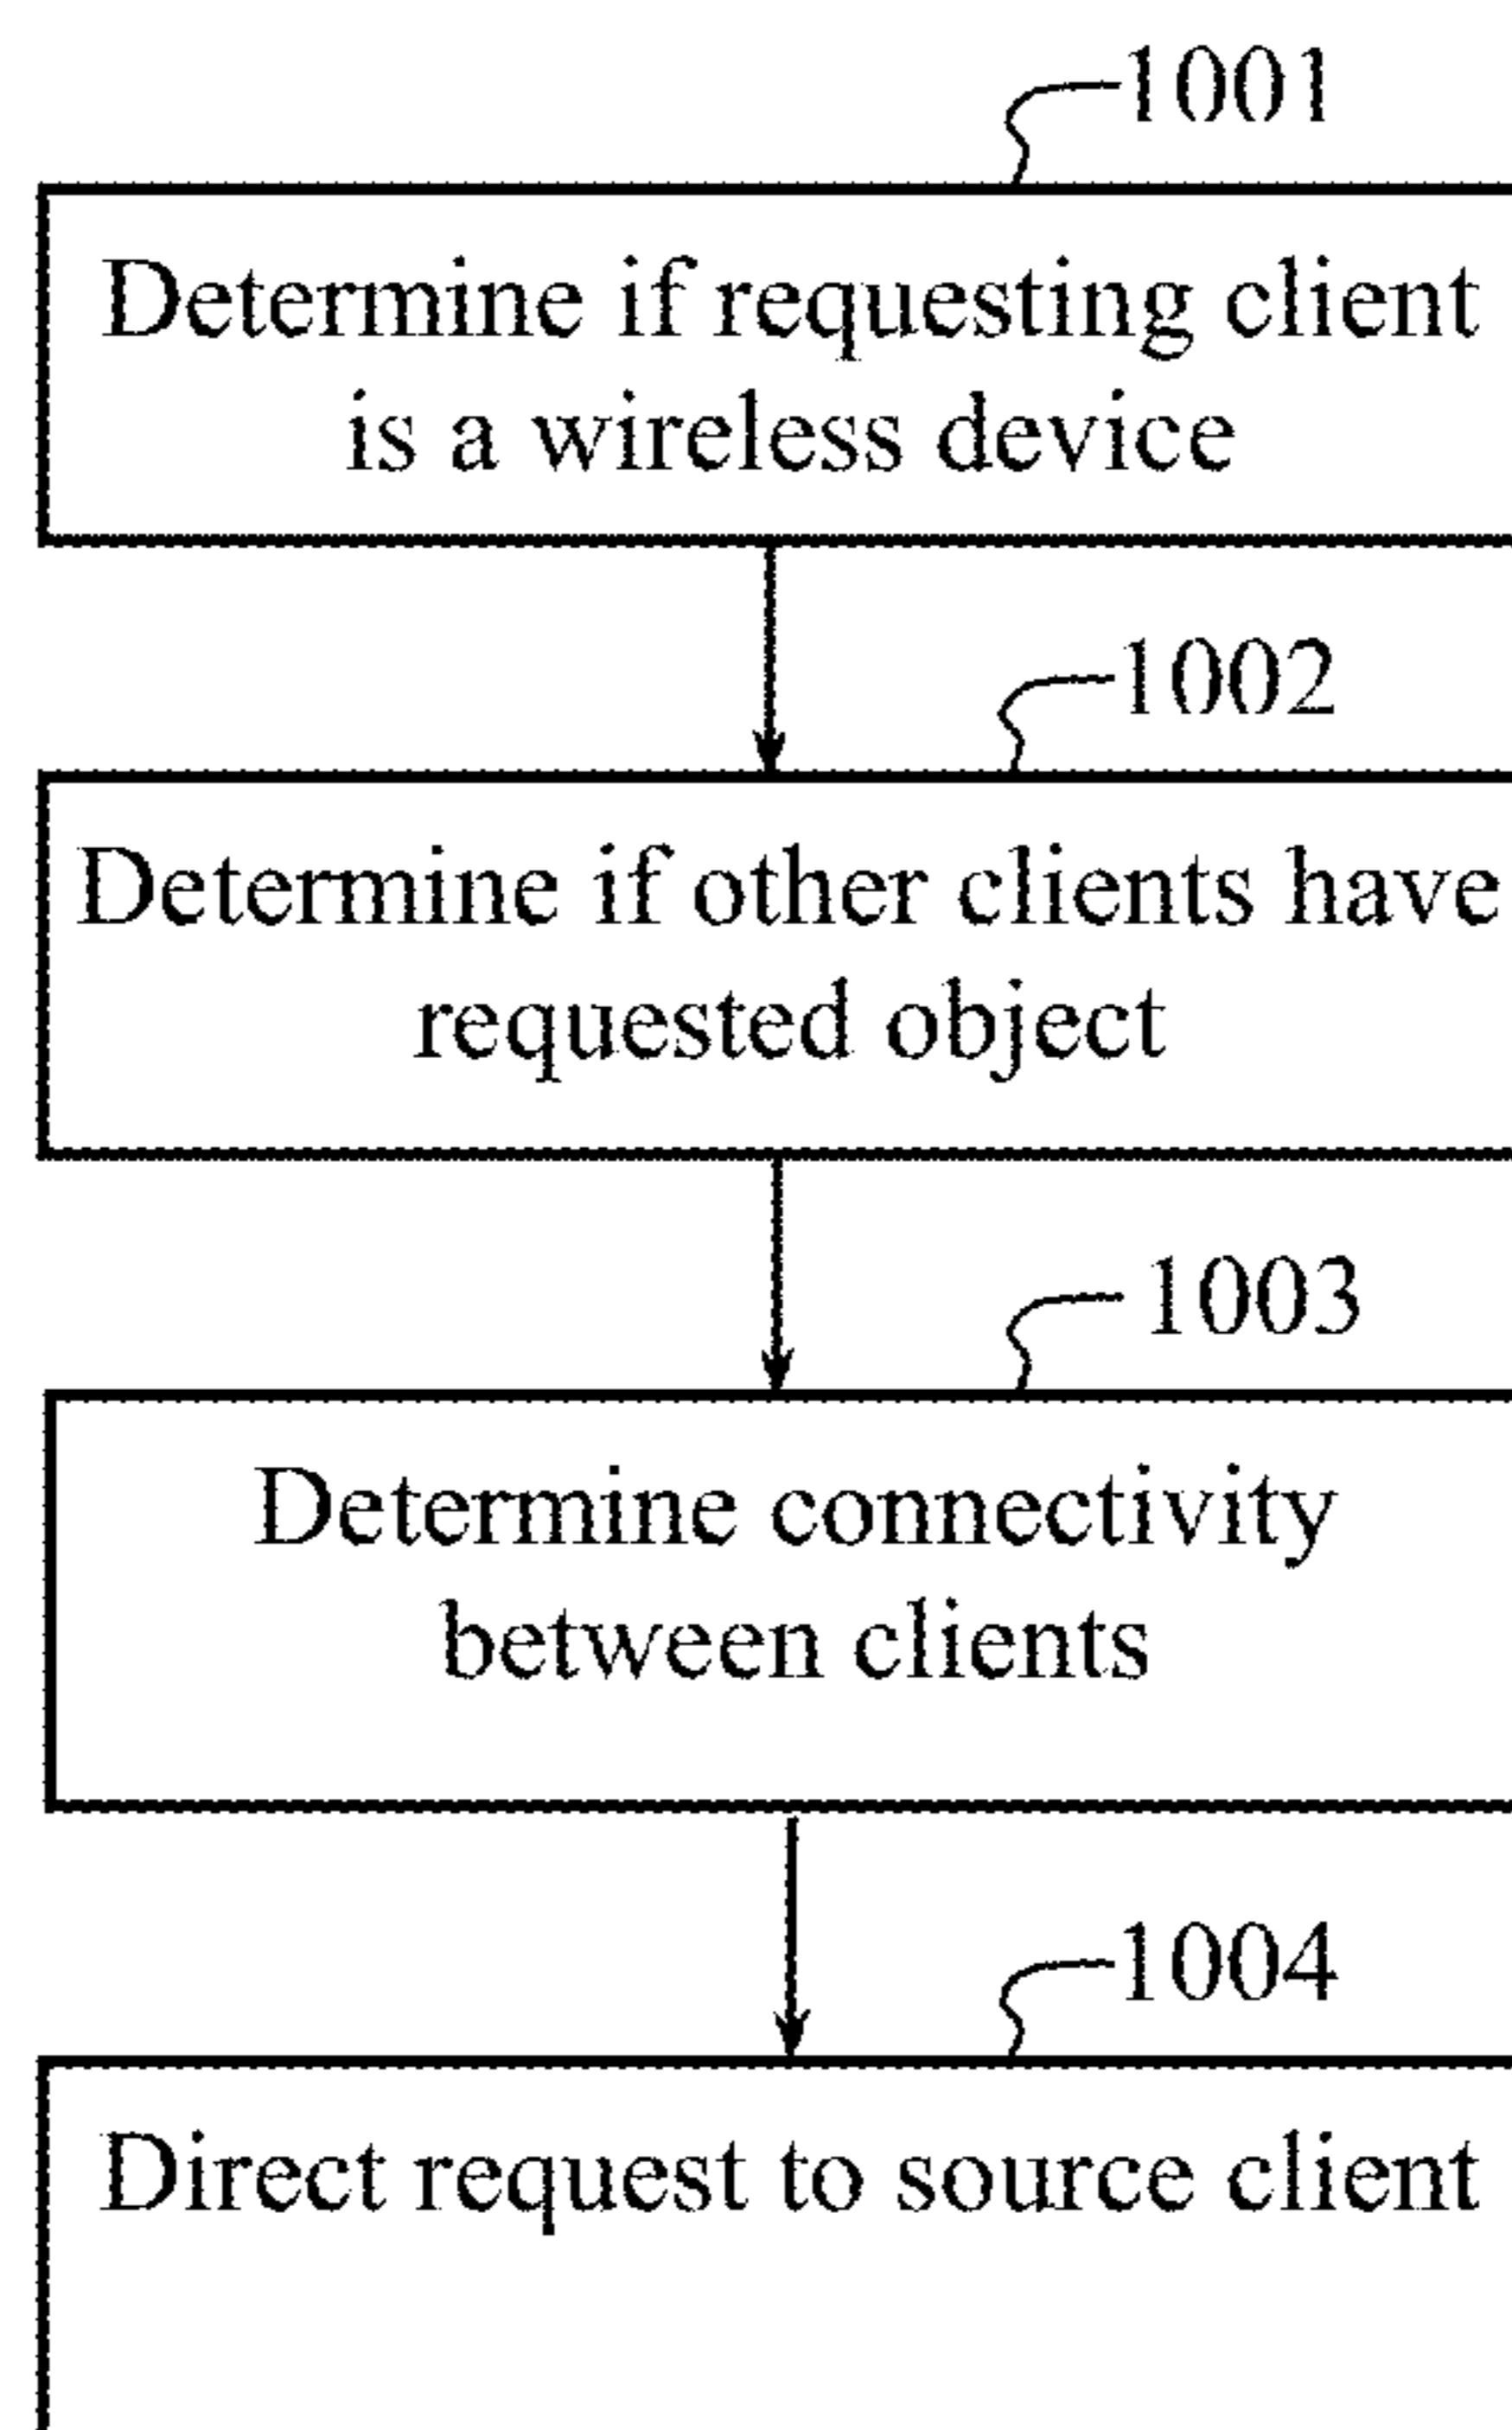 1001
Determine if requesting client
is a wireless device
1002
Determine if other clients have
requested object
1003
Determine connectivity
between clients
1004
Direct request to source client